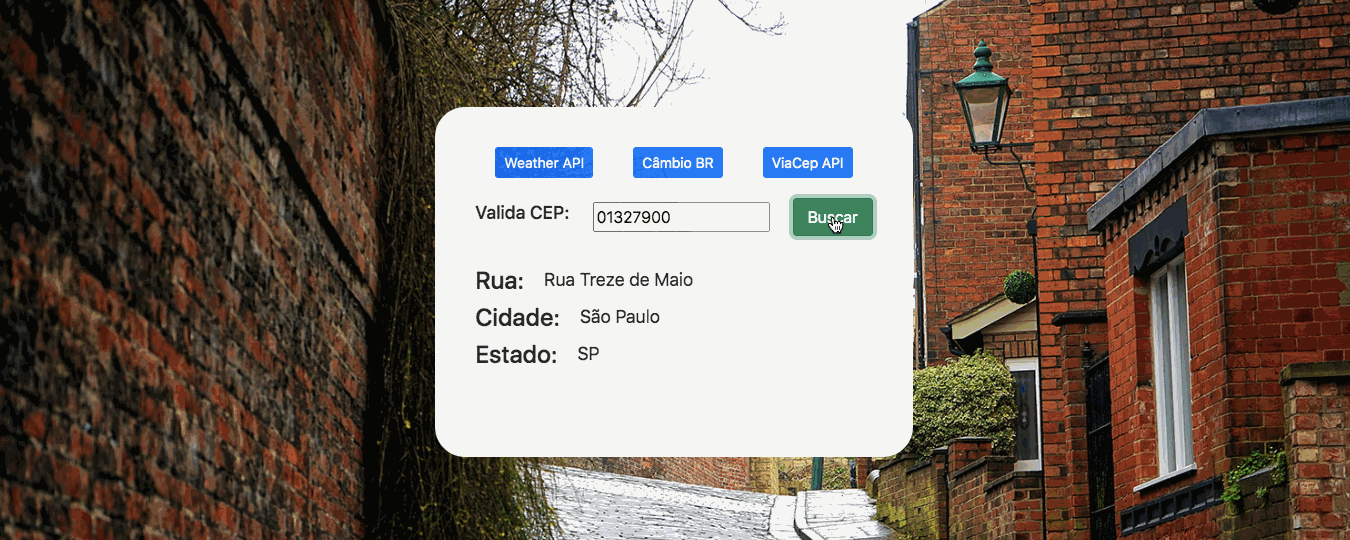 Weather API Câmbio BR ViaCep API
Valida CEP: 01327900 Buscar
Rua: Rua Treze de Maio
Cidade: São Paulo
Estado: SP